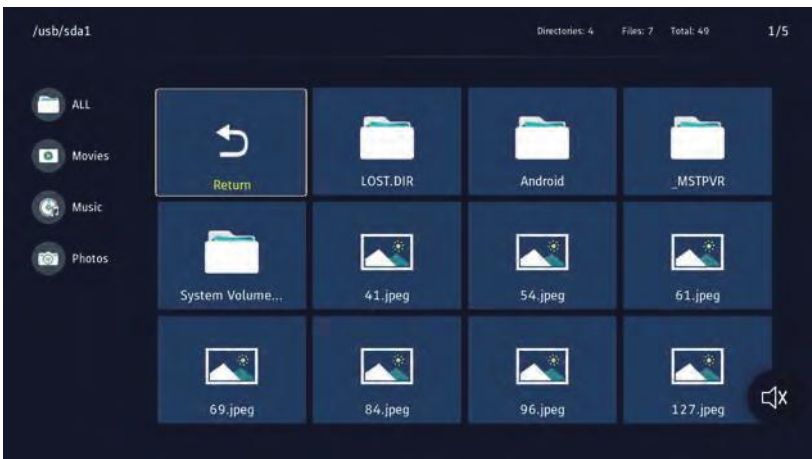 /usb/sda1
Directories: 4 Files: 7 Total: 49 1/5
ALL
Movies
Music
Photos
Return
LOST.DIR
Android
_MSTPVR
System Volume...
41.jpeg
54.jpeg
61.jpeg
69.jpeg
84.jpeg
96.jpeg
127.jpeg